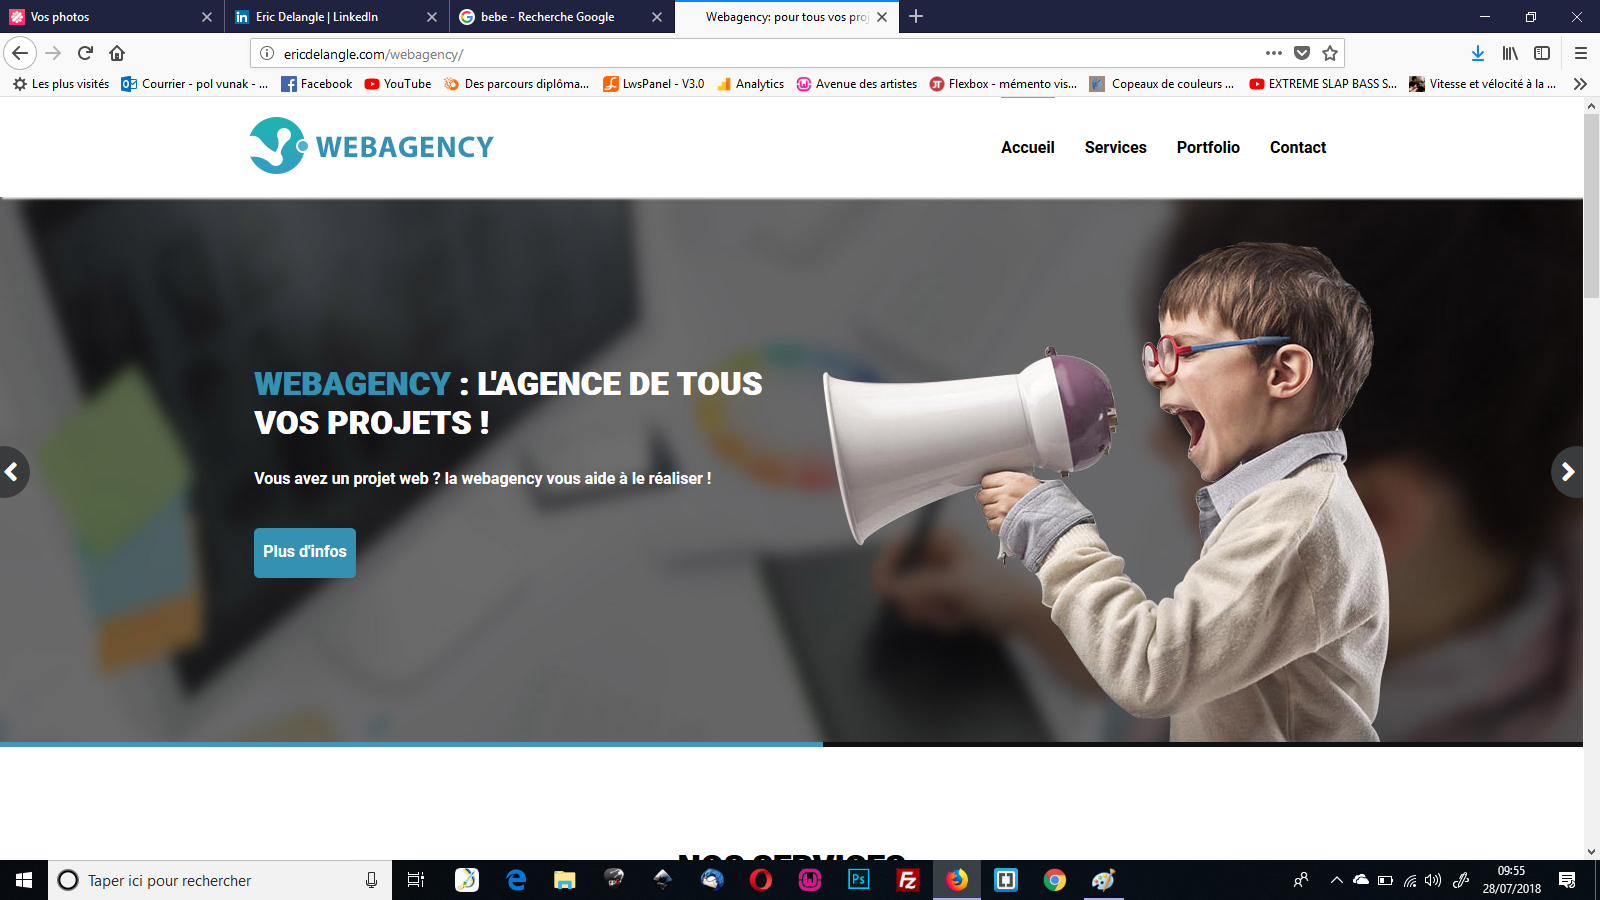 Vos photos
Eric Delangle | LinkedIn
bebe - Recherche Google
Webagency: pour tous vos proj
ericdelangle.com/webagency/
Les plus visités
Courrier - pol vunak - ...
Facebook
YouTube
Des parcours diplôma...
LwsPanel - V3.0
Analytics
Avenue des artistes
Flexbox - mémento vis...
Copeaux de couleurs ...
EXTREME SLAP BASS S...
Vitesse et vélocité à la ...
WEBAGENCY
Accueil
Services
Portfolio
Contact
WEBAGENCY : L'AGENCE DE TOUS
VOS PROJETS !
Vous avez un projet web ? la webagency vous aide à le réaliser !
Plus d'infos
NOS SERVICES
Taper ici pour rechercher
09:55
28/07/2018